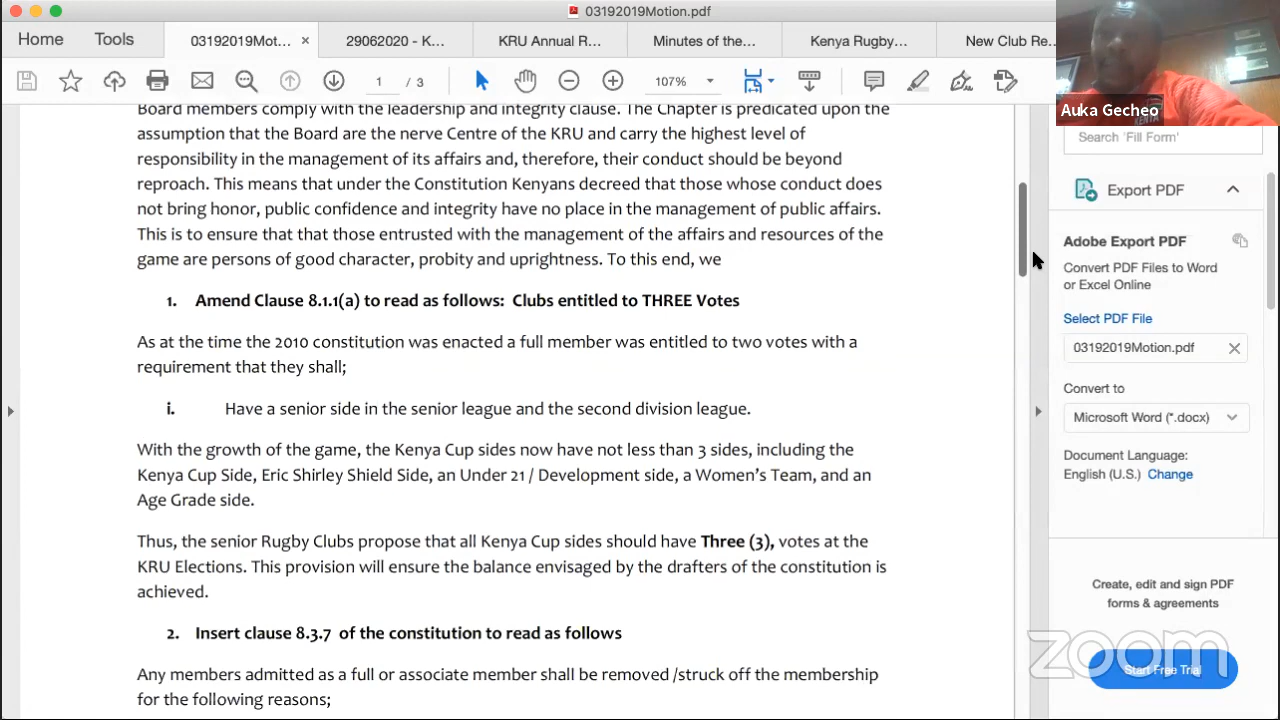 03192019Motion.pdf
Home
Tools
03192019Mot... ×
29062020 - K...
KRU Annual R...
Minutes of the...
Kenya Rugby...
New Club Re...
1 / 3
107%
Auka Gecheo
KENYA
Board members comply with the leadership and integrity clause. The Chapter is predicated upon the
assumption that the Board are the nerve Centre of the KRU and carry the highest level of
responsibility in the management of its affairs and, therefore, their conduct should be beyond
reproach. This means that under the Constitution Kenyans decreed that those whose conduct does
not bring honor, public confidence and integrity have no place in the management of public affairs.
This is to ensure that that those entrusted with the management of the affairs and resources of the
game are persons of good character, probity and uprightness. To this end, we
1. Amend Clause 8.1.1(a) to read as follows: Clubs entitled to THREE Votes
As at the time the 2010 constitution was enacted a full member was entitled to two votes with a
requirement that they shall;
i. Have a senior side in the senior league and the second division league.
With the growth of the game, the Kenya Cup sides now have not less than 3 sides, including the
Kenya Cup Side, Eric Shirley Shield Side, an Under 21 / Development side, a Women's Team, and an
Age Grade side.
Thus, the senior Rugby Clubs propose that all Kenya Cup sides should have Three (3), votes at the
KRU Elections. This provision will ensure the balance envisaged by the drafters of the constitution is
achieved.
2. Insert clause 8.3.7 of the constitution to read as follows
Any members admitted as a full or associate member shall be removed /struck off the membership
for the following reasons;
Search 'Fill Form'
Export PDF
Adobe Export PDF
Convert PDF Files to Word
or Excel Online
Select PDF File
03192019Motion.pdf
Convert to
Microsoft Word (*.docx)
Document Language:
English (U.S.) Change
Create, edit and sign PDF
forms & agreements
Start Free Trial
zoom